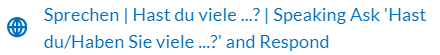 Sprechen | Hast du viele ...? | Speaking Ask 'Hast
du/Haben Sie viele ...?' and Respond